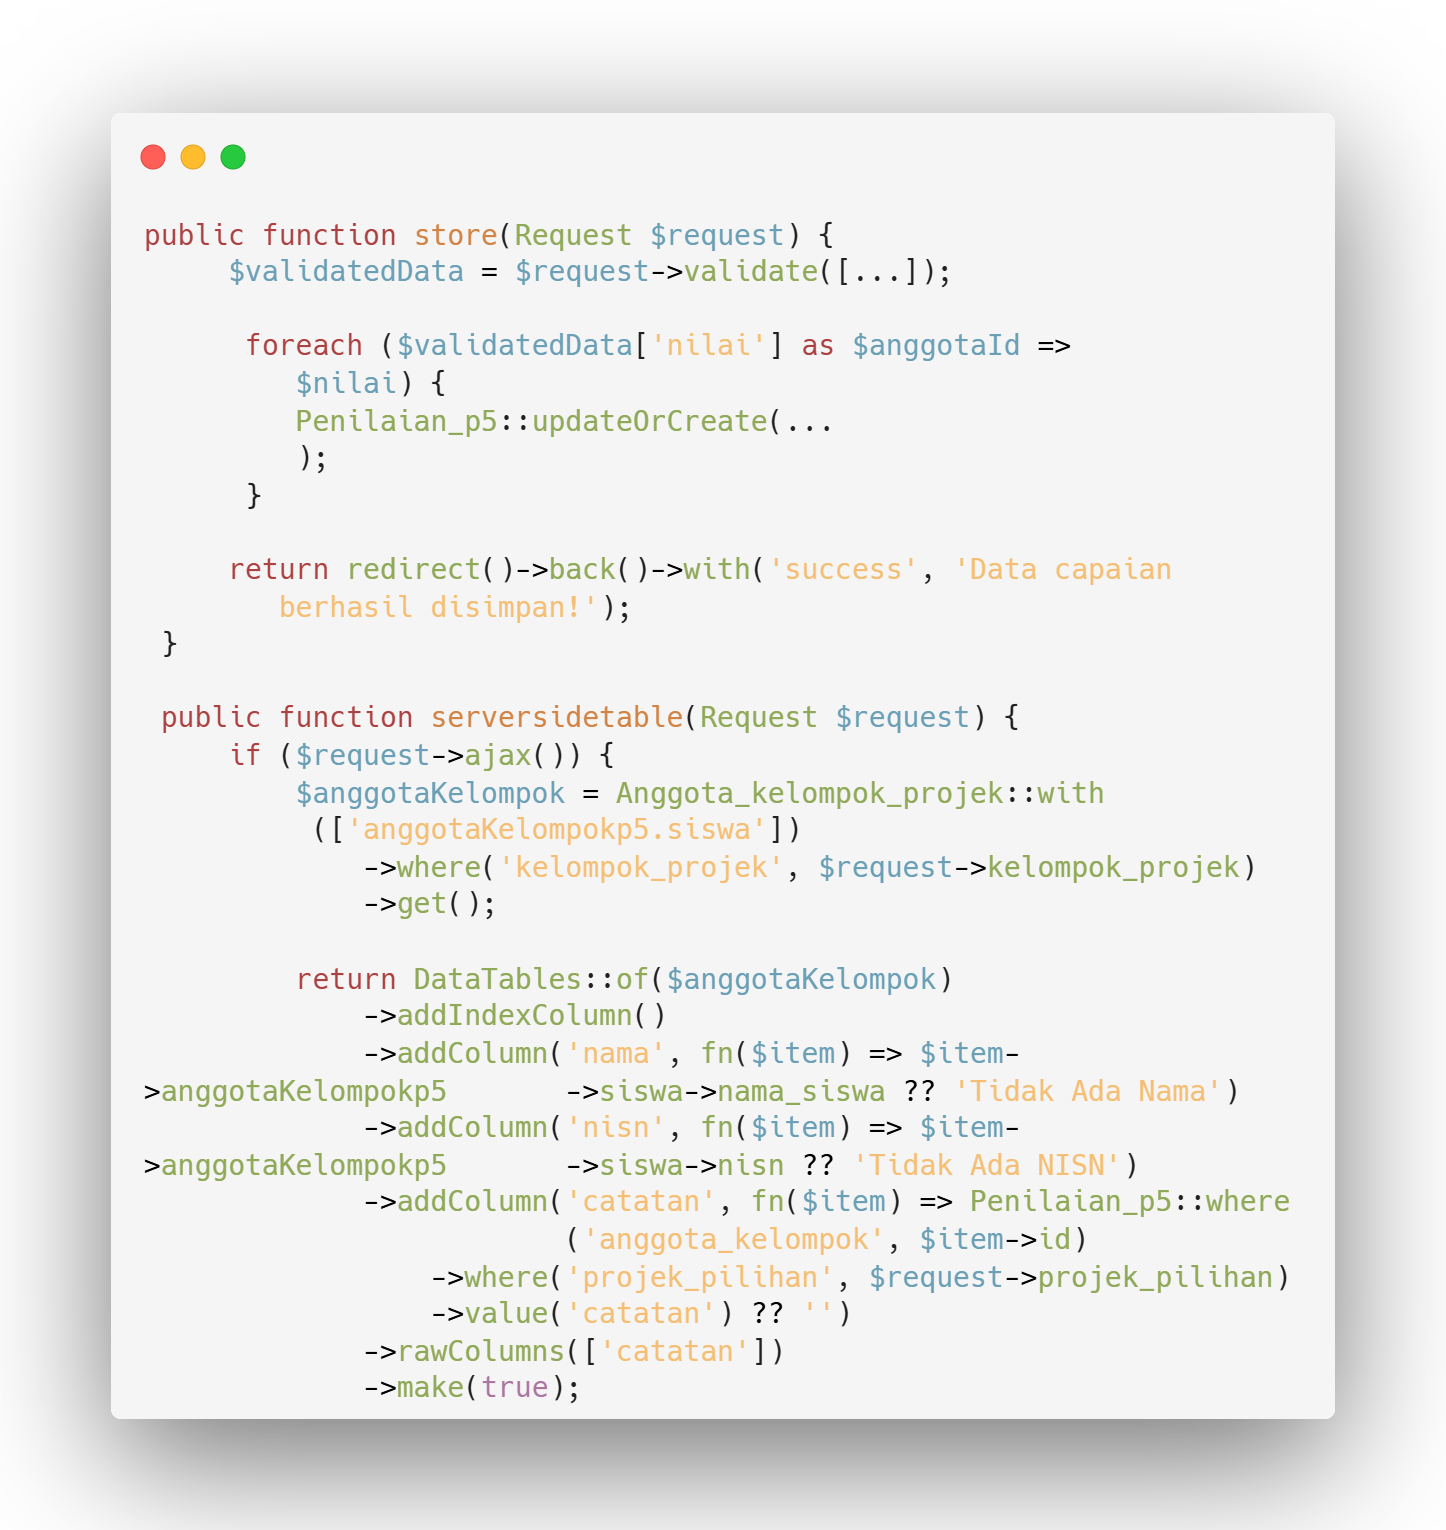 public function store(Request $request) {
     $validatedData = $request->validate([...]);

      foreach ($validatedData['nilai'] as $anggotaId =>
         $nilai) {
         Penilaian_p5::updateOrCreate(...
         );
      }

     return redirect()->back()->with('success', 'Data capaian
        berhasil disimpan!');
 }

 public function serversidetable(Request $request) {
     if ($request->ajax()) {
         $anggotaKelompok = Anggota_kelompok_projek::with
          (['anggotaKelompokp5.siswa'])
             ->where('kelompok_projek', $request->kelompok_projek)
             ->get();

         return DataTables::of($anggotaKelompok)
             ->addIndexColumn()
             ->addColumn('nama', fn($item) => $item-
>anggotaKelompokp5       ->siswa->nama_siswa ?? 'Tidak Ada Nama')
             ->addColumn('nisn', fn($item) => $item-
>anggotaKelompokp5       ->siswa->nisn ?? 'Tidak Ada NISN')
             ->addColumn('catatan', fn($item) => Penilaian_p5::where
                         ('anggota_kelompok', $item->id)
                 ->where('projek_pilihan', $request->projek_pilihan)
                 ->value('catatan') ?? '')
             ->rawColumns(['catatan'])
             ->make(true);